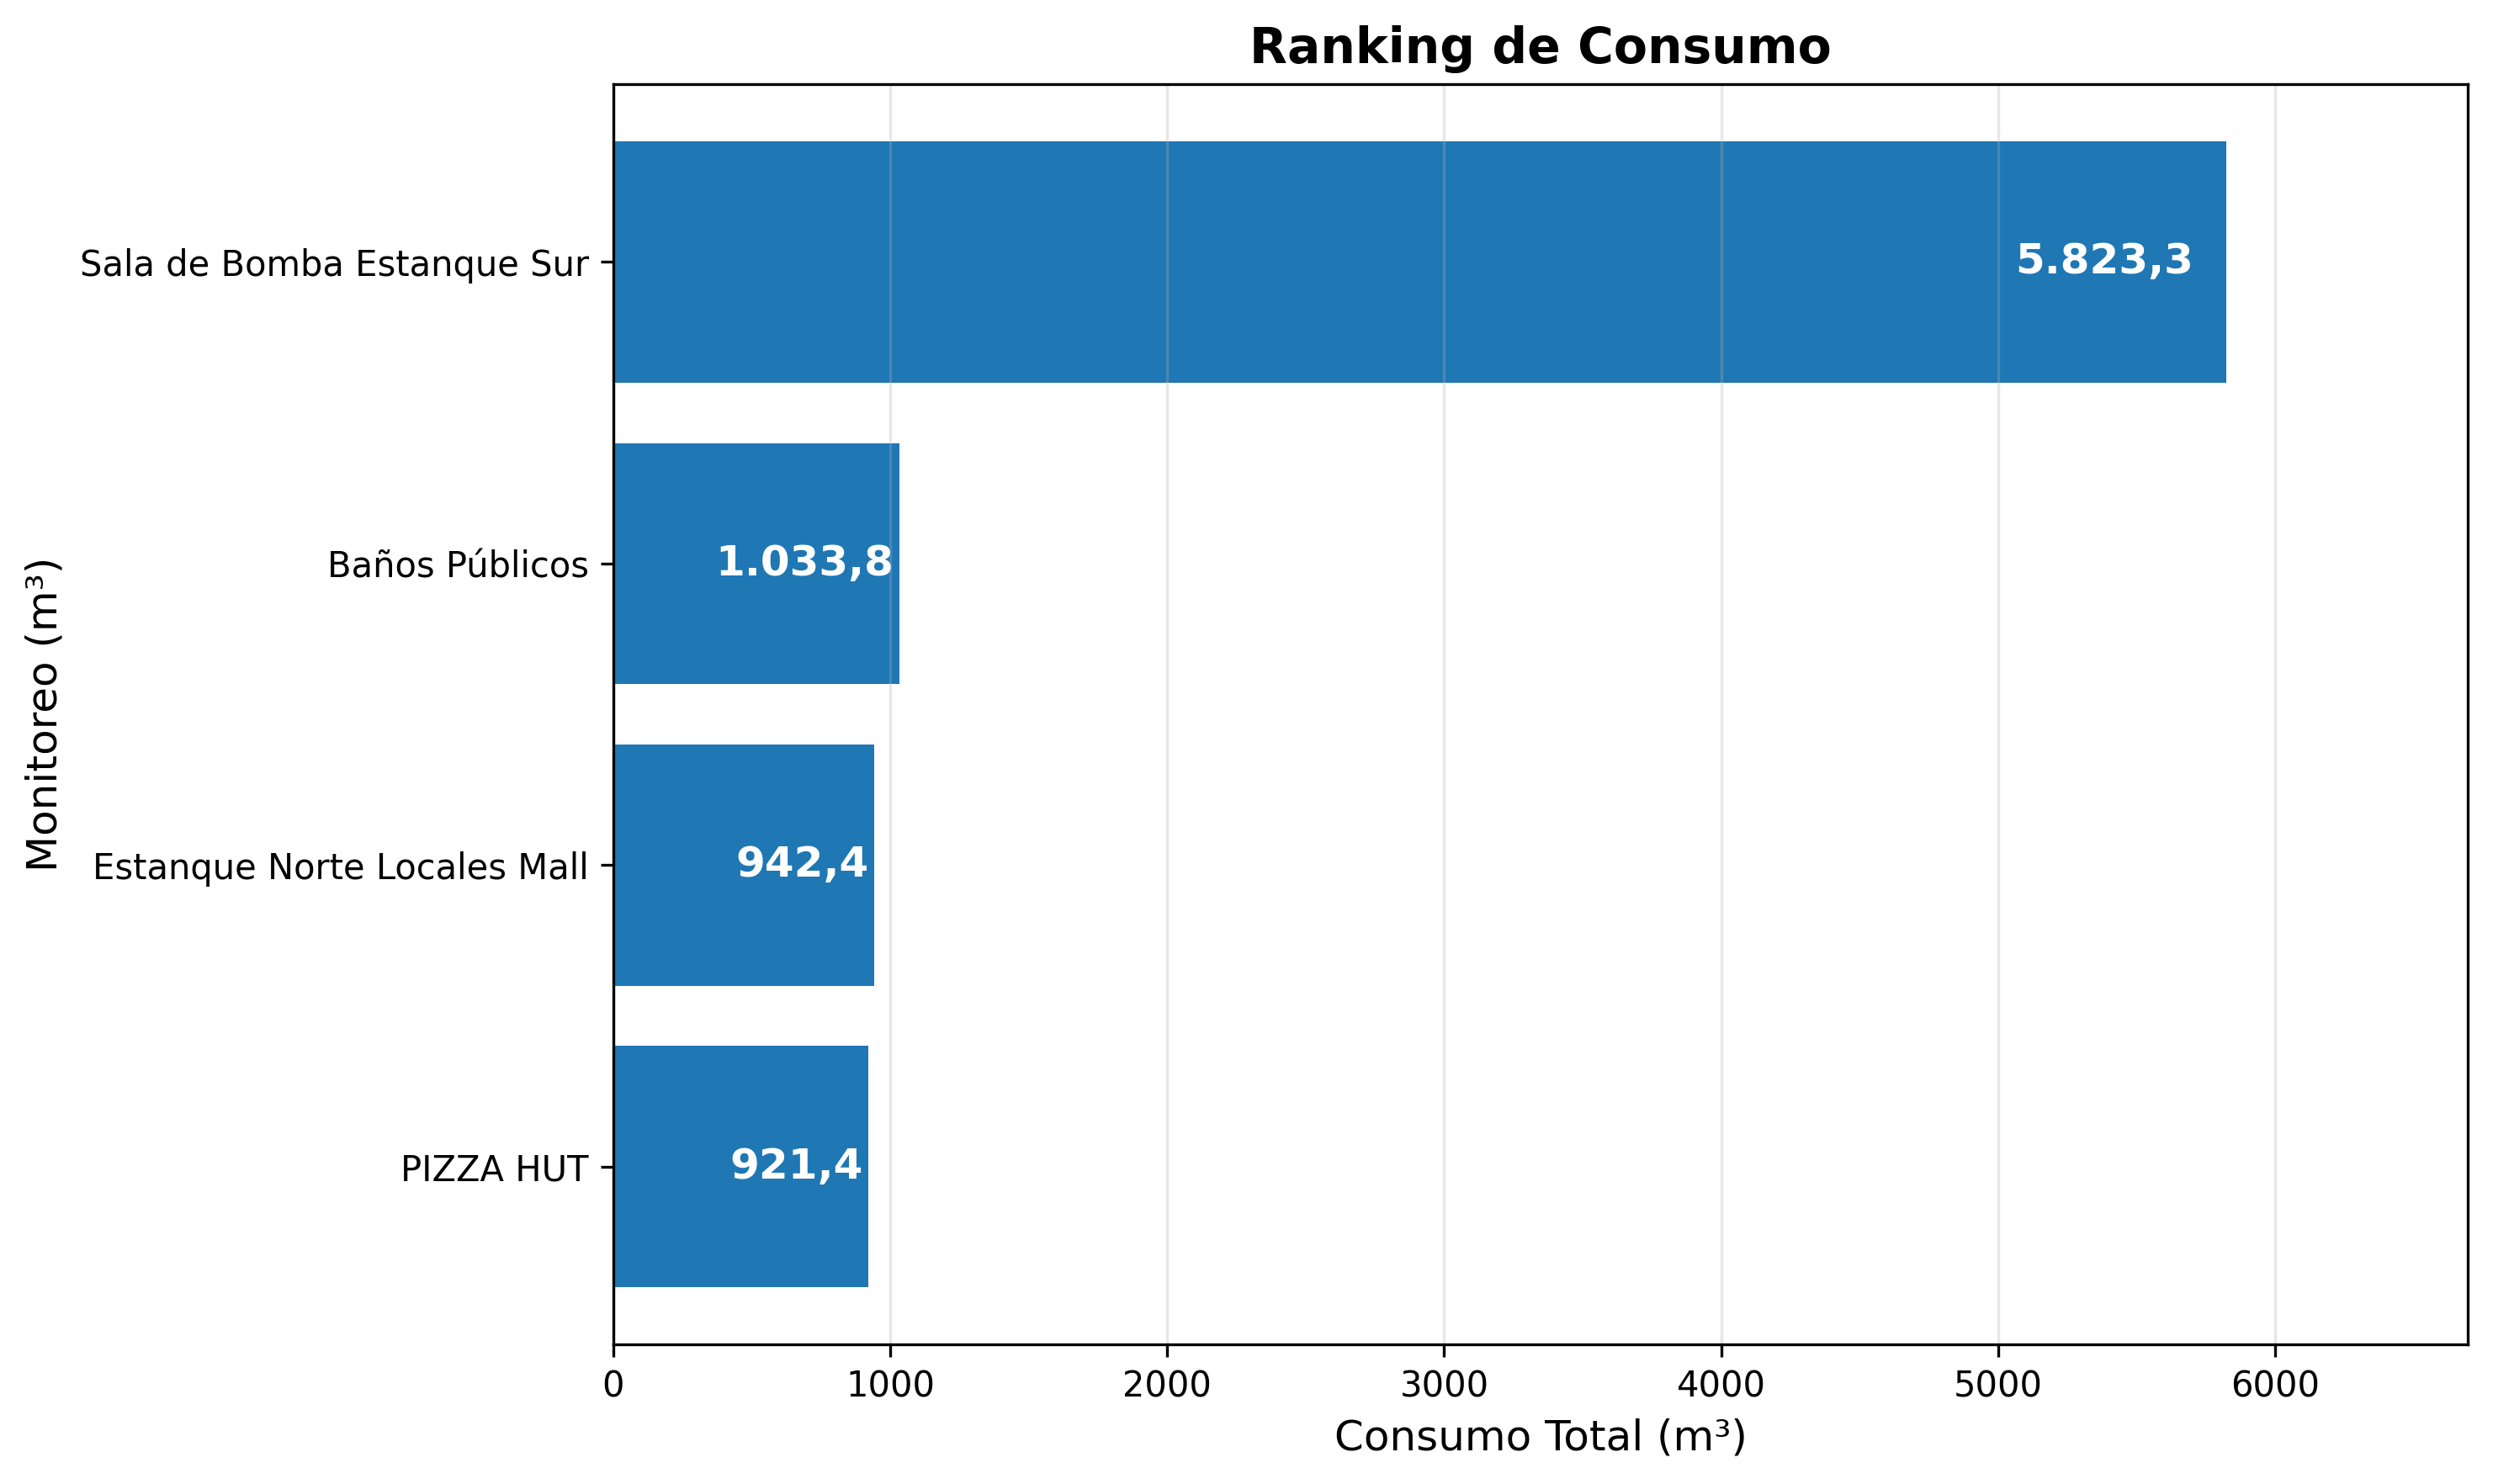 Ranking de Consumo
Monitoreo (m³)
Sala de Bomba Estanque Sur
5.823,3
Baños Públicos
1.033,8
Estanque Norte Locales Mall
942,4
PIZZA HUT
921,4
0 1000 2000 3000 4000 5000 6000
Consumo Total (m³)